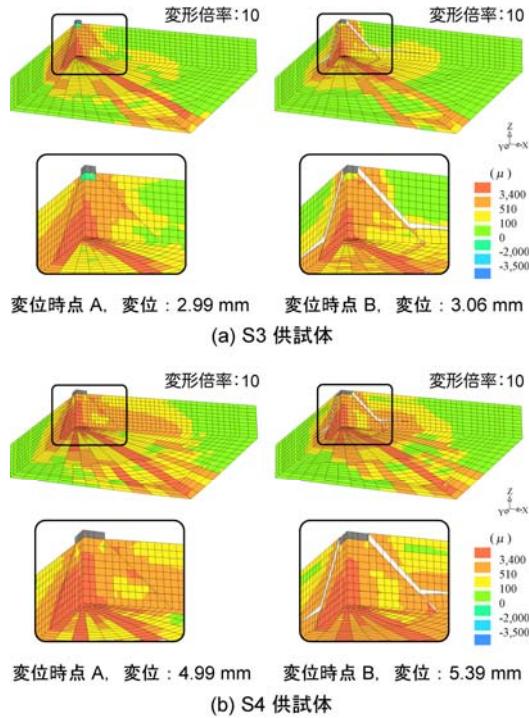 変形倍率:10
変形倍率:10
Z
Y X
(μ)
3,400
510
100
0
-2,000
-3,500
変位時点 A, 変位:2.99 mm
変位時点 B, 変位:3.06 mm
(a) S3 供試体
変形倍率:10
変形倍率:10
Z
Y X
(μ)
3,400
510
100
0
-2,000
-3,500
変位時点 A, 変位:4.99 mm
変位時点 B, 変位:5.39 mm
(b) S4 供試体